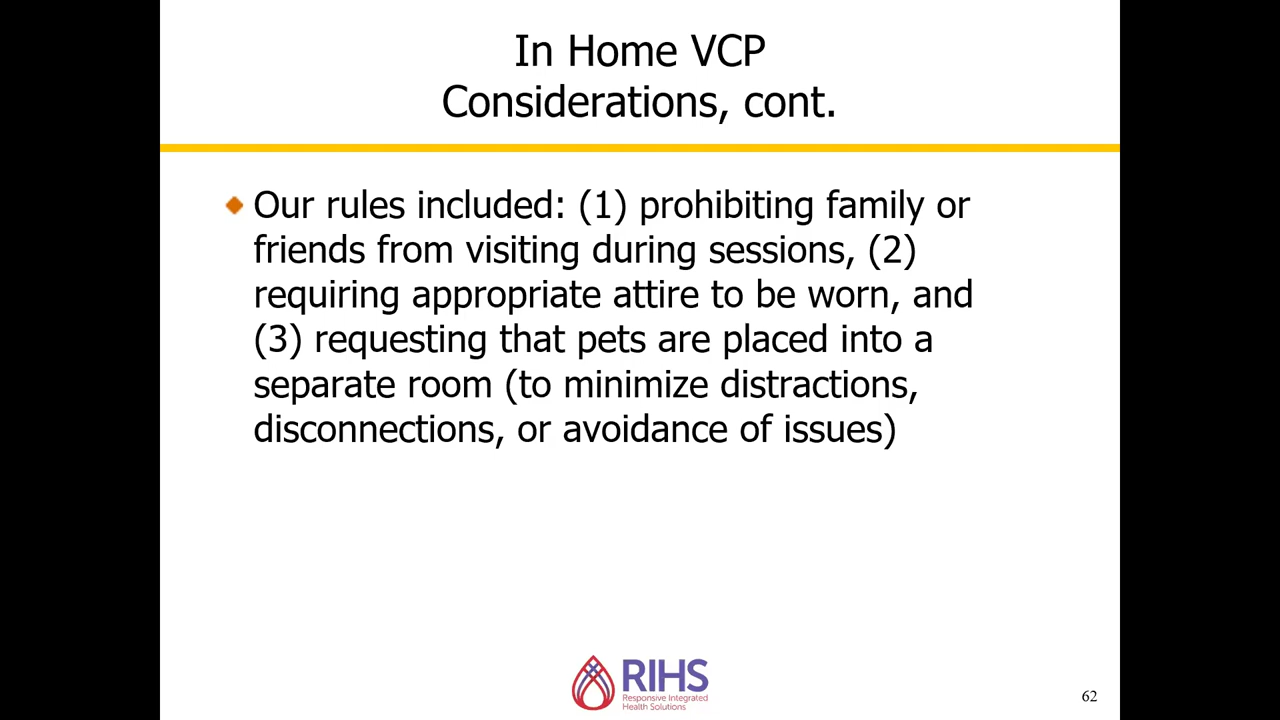 In Home VCP
Considerations, cont.
Our rules included: (1) prohibiting family or
friends from visiting during sessions, (2)
requiring appropriate attire to be worn, and
(3) requesting that pets are placed into a
separate room (to minimize distractions,
disconnections, or avoidance of issues)
RIHS
Responsive Integrated
Health Solutions
62